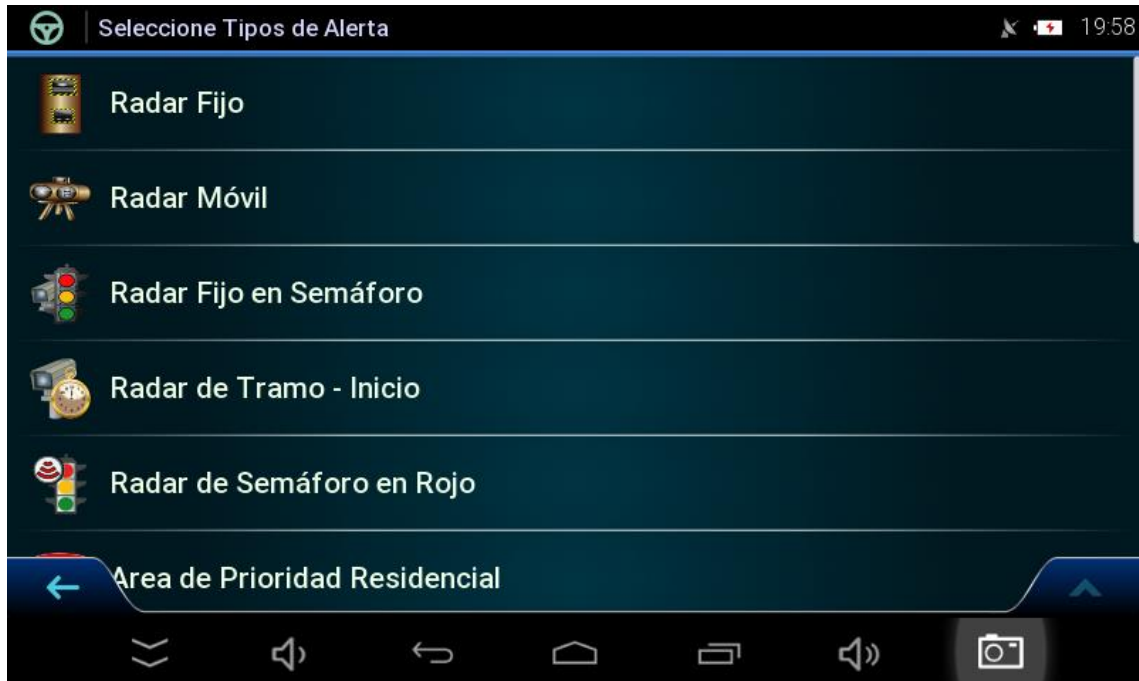 Seleccione Tipos de Alerta
19:58
Radar Fijo
Radar Móvil
Radar Fijo en Semáforo
Radar de Tramo - Inicio
Radar de Semáforo en Rojo
Area de Prioridad Residencial